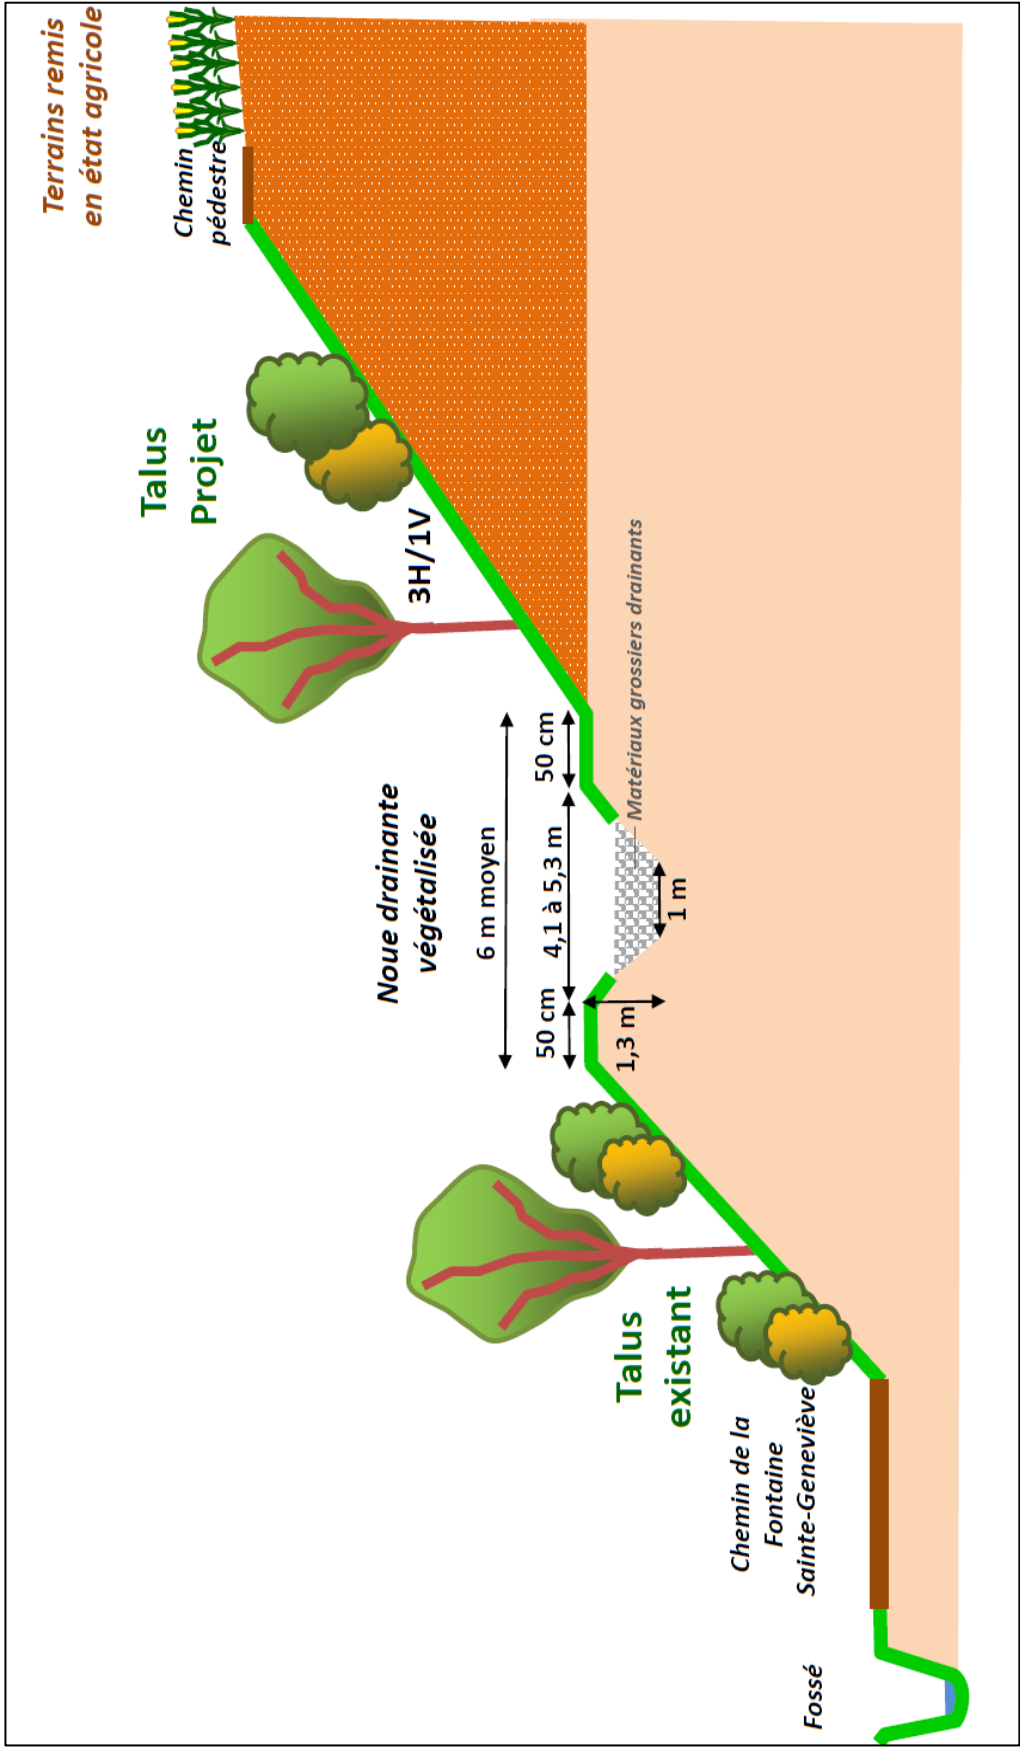 Terrains remis
en état agricole
Chemin
pédestre
Talus
Projet
3H/1V
Noue drainante
végétalisée
6 m moyen
50 cm
4,1 à 5,3 m
50 cm
Matériaux grossiers drainants
1 m
1,3 m
Talus
existant
Chemin de la
Fontaine
Sainte-Geneviève
Fossé